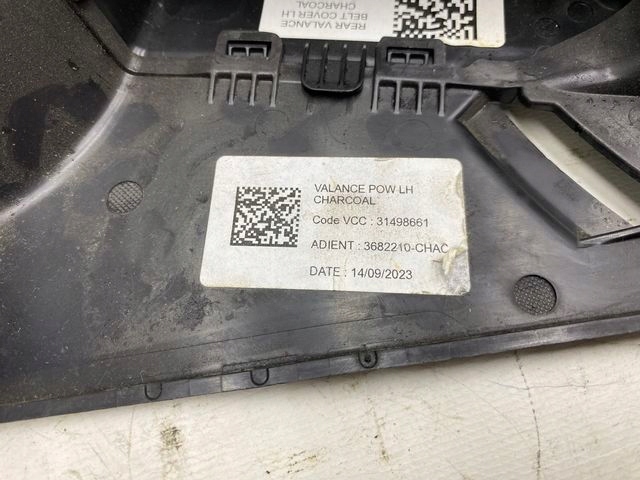 REAR VALANCE
BELT COVER LH
CHARCOAL
VALANCE POW LH
CHARCOAL
Code VCC : 31498661
ADIENT : 3682210-CHAC
DATE : 14/09/2023